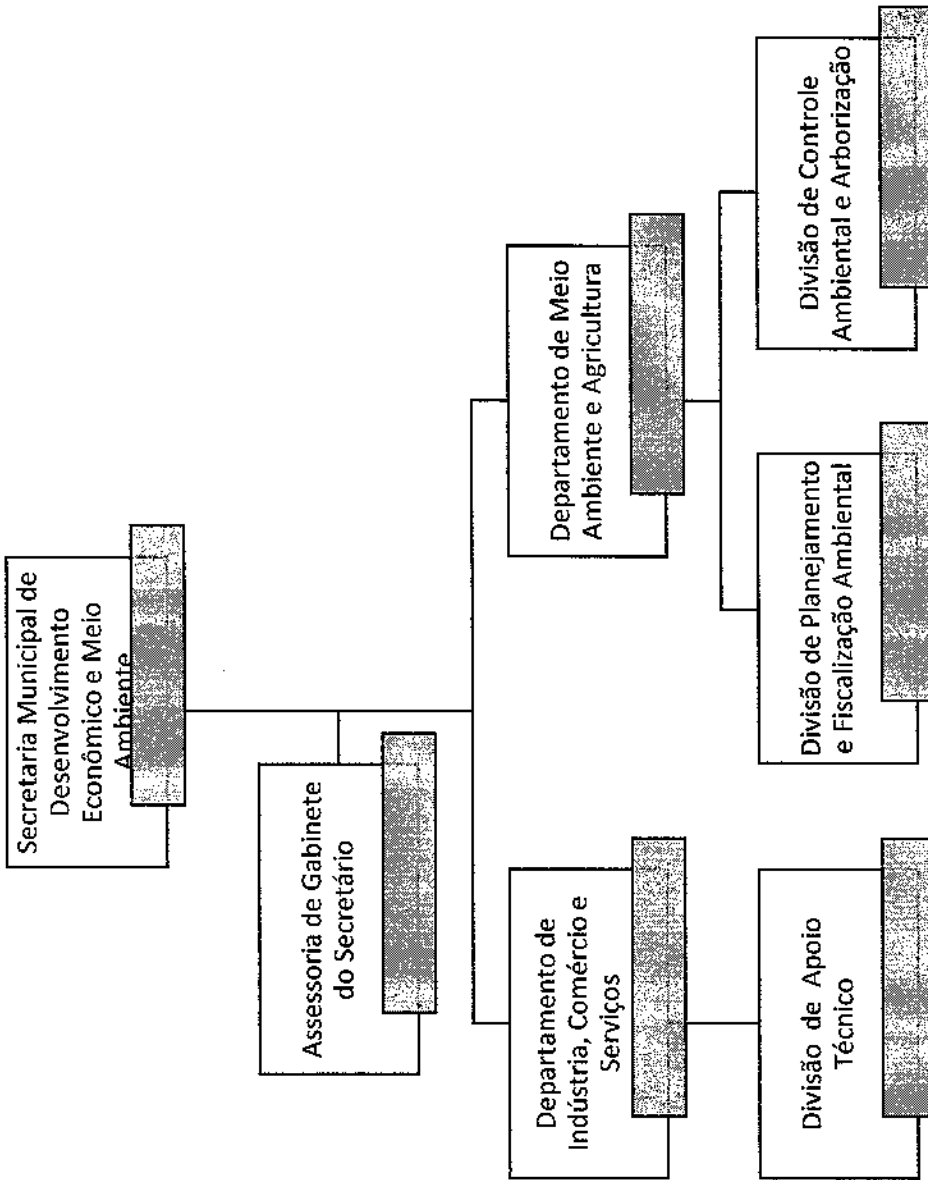 Secretaria Municipal de
Desenvolvimento
Econômico e Meio
Ambiente
Assessoria de Gabinete
do Secretário
Departamento de
Indústria, Comércio e
Serviços
Departamento de Meio
Ambiente e Agricultura
Divisão de Apoio
Técnico
Divisão de Planejamento
e Fiscalização Ambiental
Divisão de Controle
Ambiental e Arborização